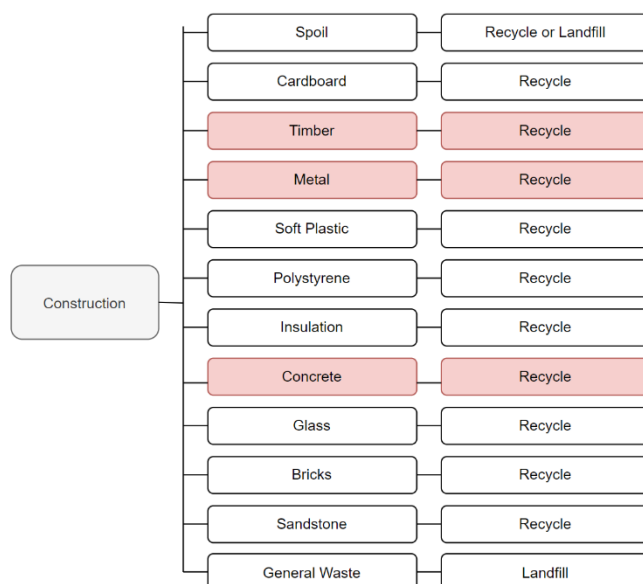 Spoil
Recycle or Landfill
Cardboard
Recycle
Timber
Recycle
Metal
Recycle
Soft Plastic
Recycle
Polystyrene
Recycle
Construction
Insulation
Recycle
Concrete
Recycle
Glass
Recycle
Bricks
Recycle
Sandstone
Recycle
General Waste
Landfill